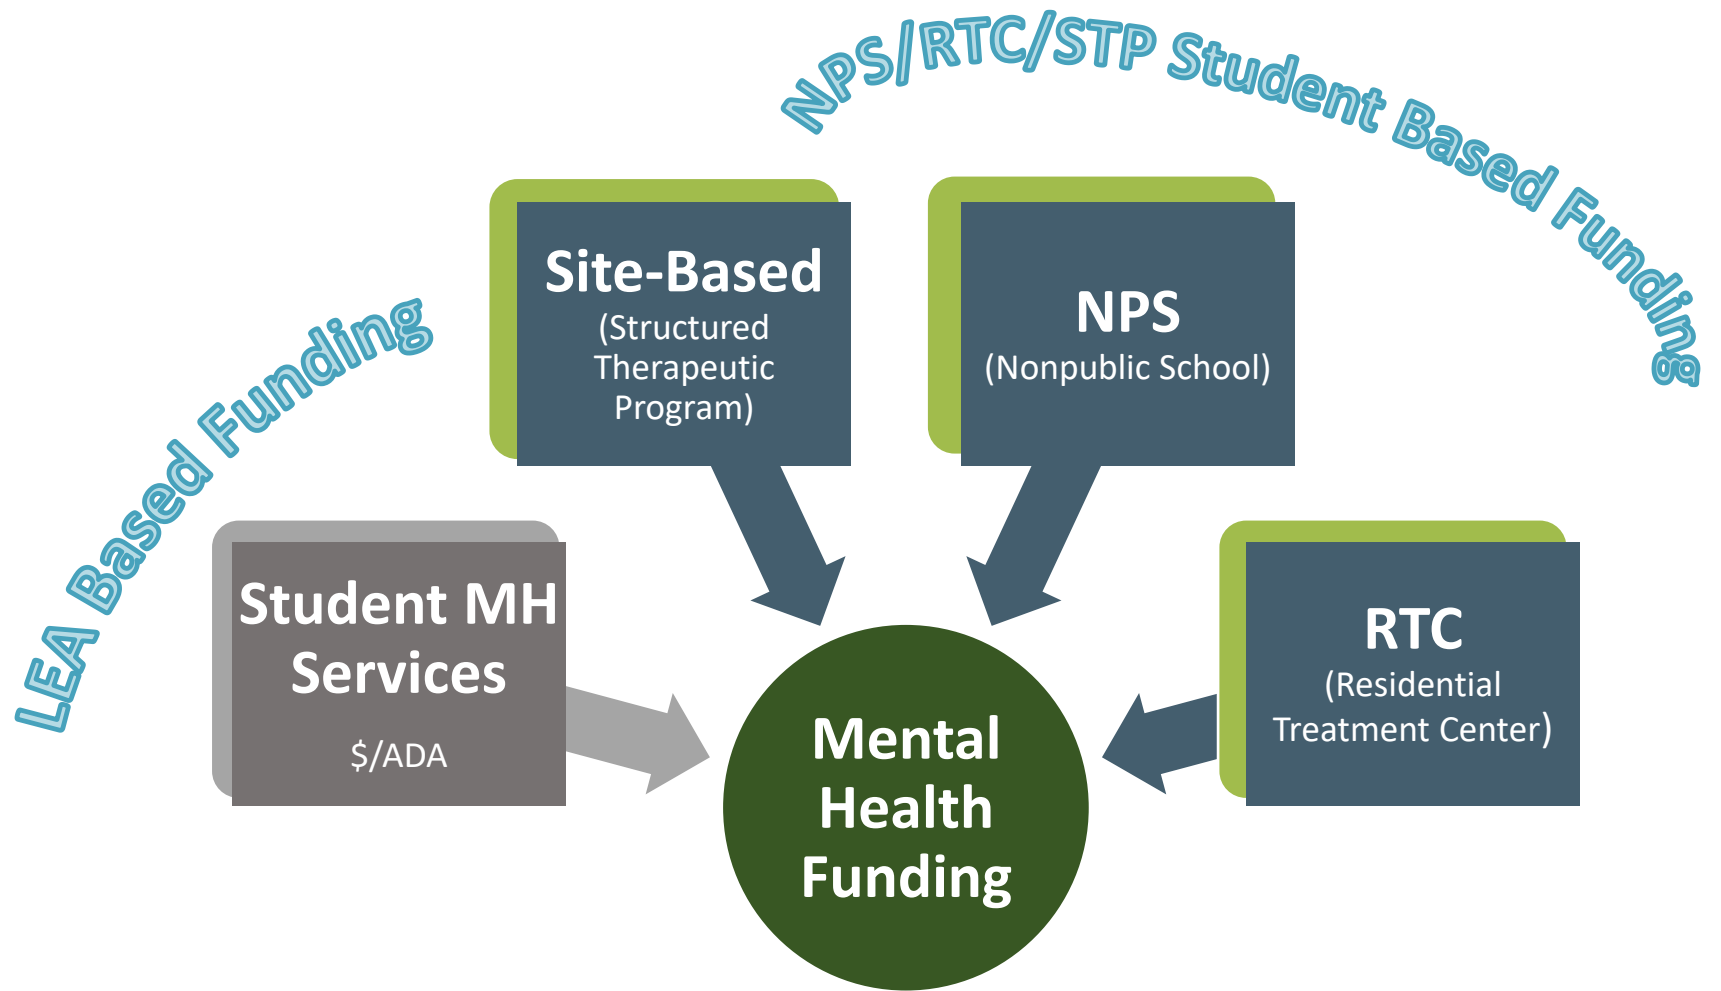 NPS/RTC/STP Student Based Funding
LEA Based Funding
Site-Based
(Structured
Therapeutic
Program)
NPS
(Nonpublic School)
Student MH
Services
$/ADA
RTC
(Residential
Treatment Center)
Mental
Health
Funding